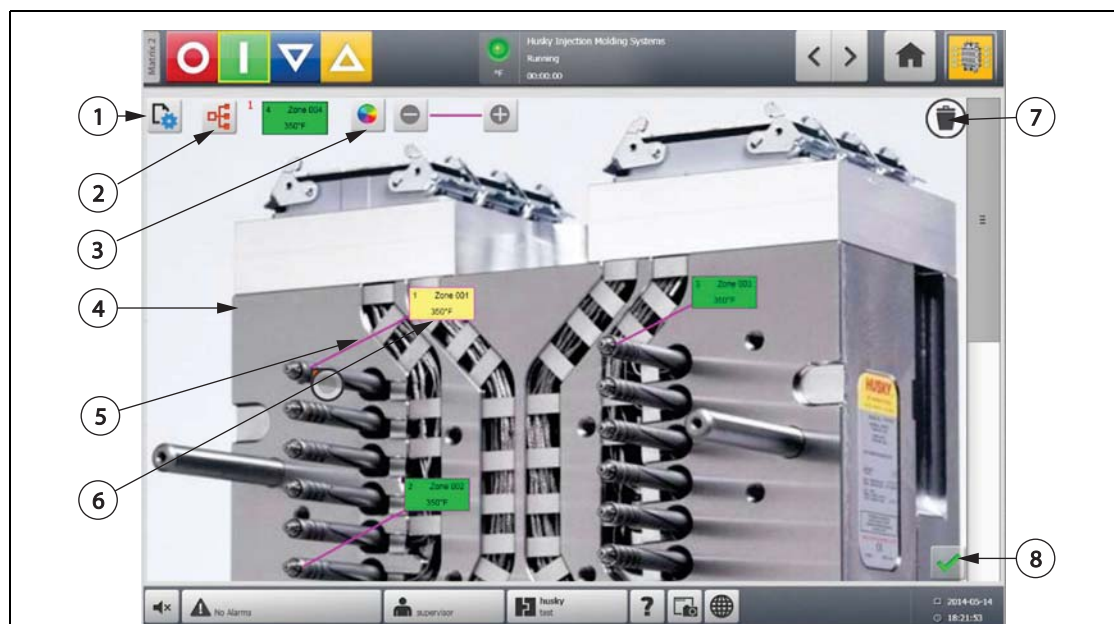 Matrix 2
Husky Injection Molding Systems
Running
°F
00:00:00
1
4 Zone 004
350°F
1
2
3
4
5
6
7
8
1 Zone 001
350°F
3 Zone 003
350°F
2 Zone 002
350°F
HUSKY
No Alarms
supervisor
husky
test
?
2014-05-14
18:21:53